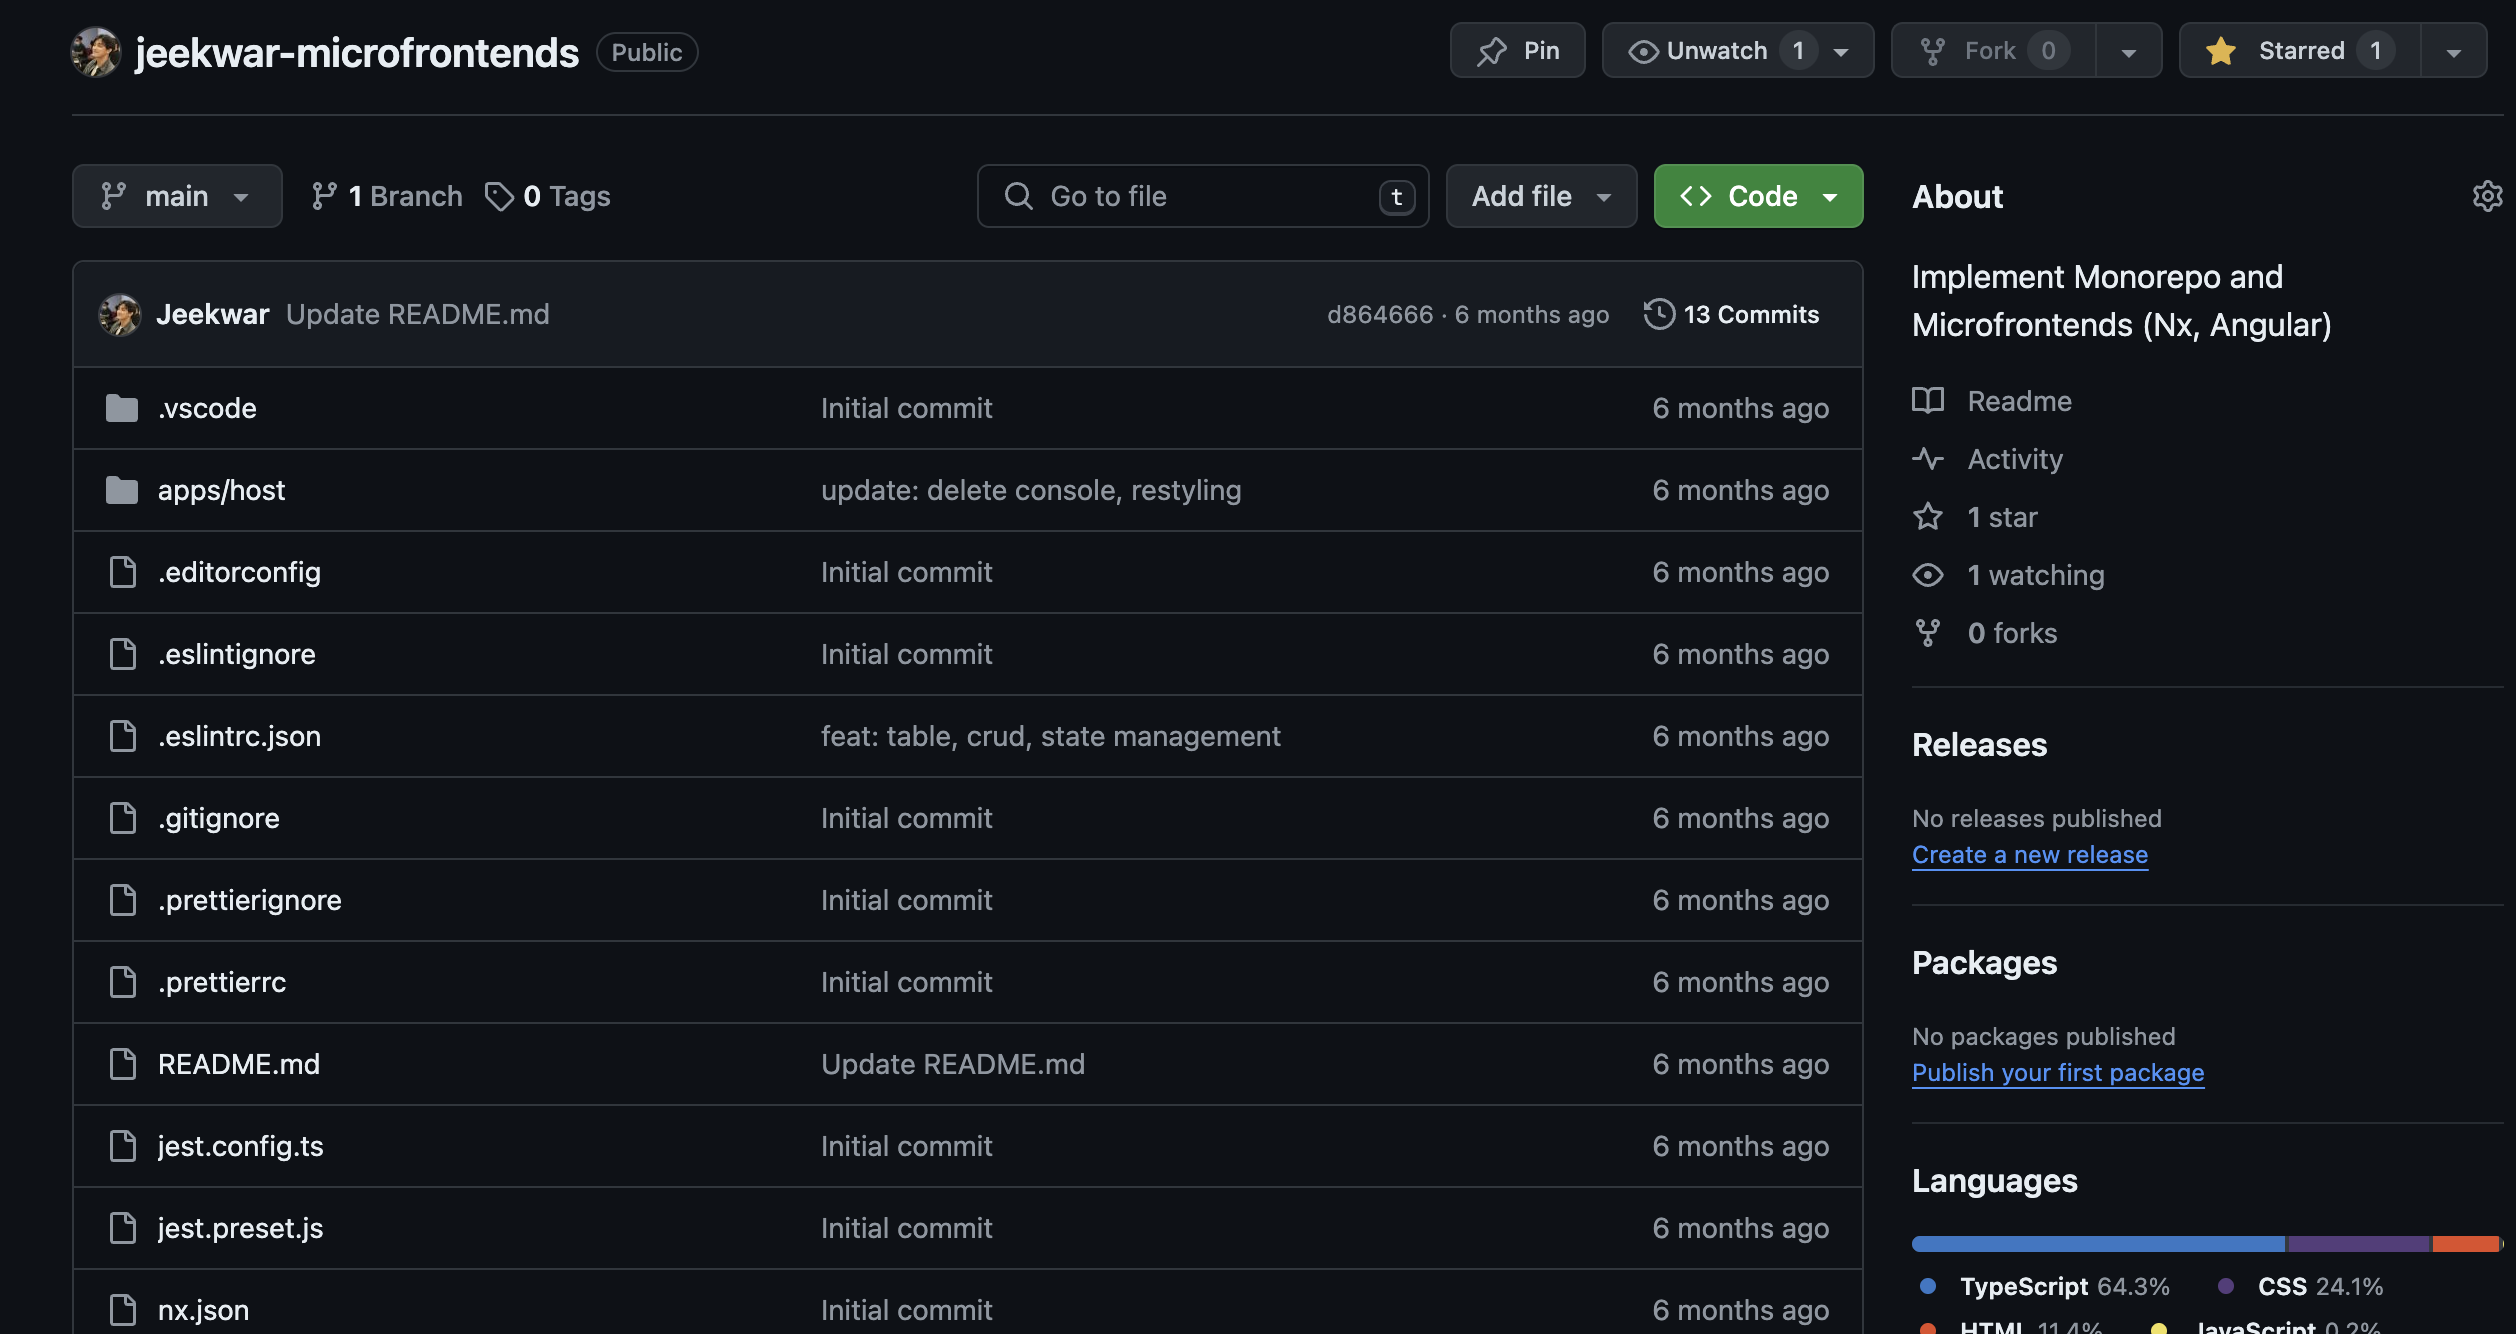 jeekwar-microfrontends Public Pin Unwatch 1 Fork 0 Starred 1
main 1 Branch 0 Tags Go to file t Add file Code
Jeekwar Update README.md d864666 · 6 months ago 13 Commits
.vscode Initial commit 6 months ago
apps/host update: delete console, restyling 6 months ago
.editorconfig Initial commit 6 months ago
.eslintignore Initial commit 6 months ago
.eslintrc.json feat: table, crud, state management 6 months ago
.gitignore Initial commit 6 months ago
.prettierignore Initial commit 6 months ago
.prettierrc Initial commit 6 months ago
README.md Update README.md 6 months ago
jest.config.ts Initial commit 6 months ago
jest.preset.js Initial commit 6 months ago
nx.json Initial commit 6 months ago
About
Implement Monorepo and
Microfrontends (Nx, Angular)
Readme
Activity
1 star
1 watching
0 forks
Releases
No releases published
Create a new release
Packages
No packages published
Publish your first package
Languages
TypeScript 64.3% CSS 24.1%
HTML 11.4% JavaScript 0.2%